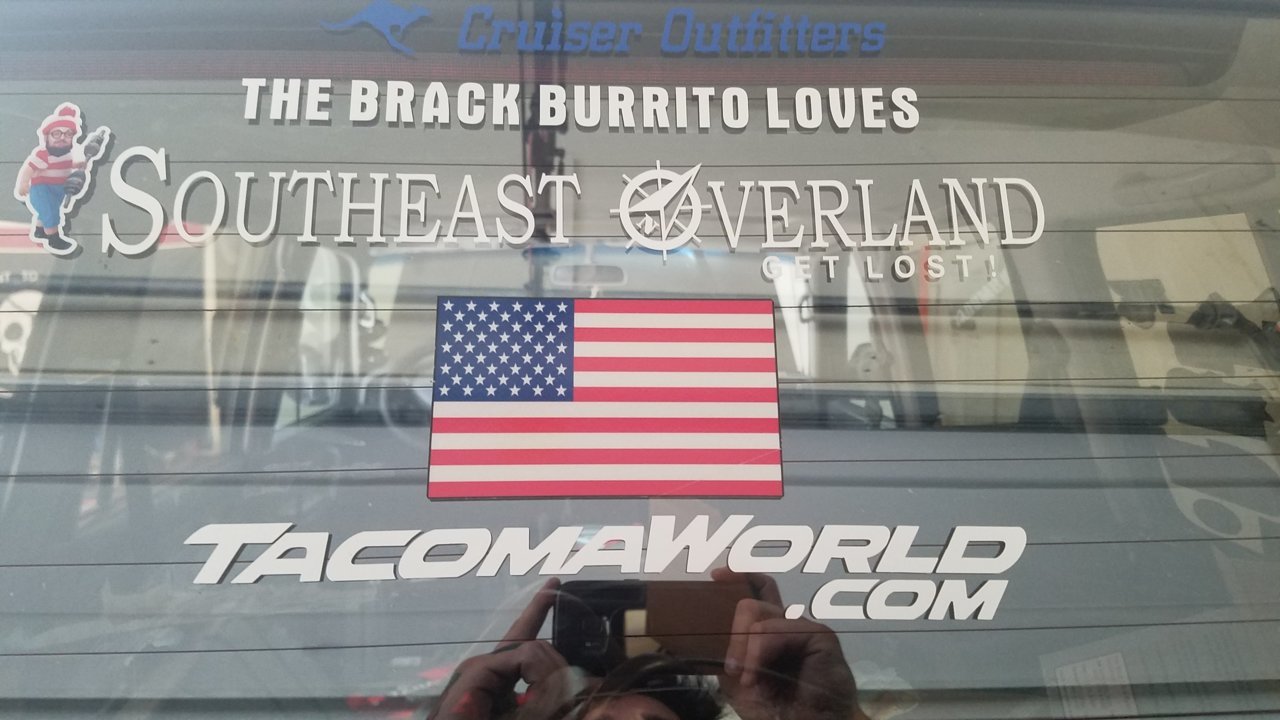 Cruiser Outfitters
THE BRACK BURRITO LOVES
SOUTHEAST OVERLAND
N
GET LOST!
TACOMAWORLD
.COM